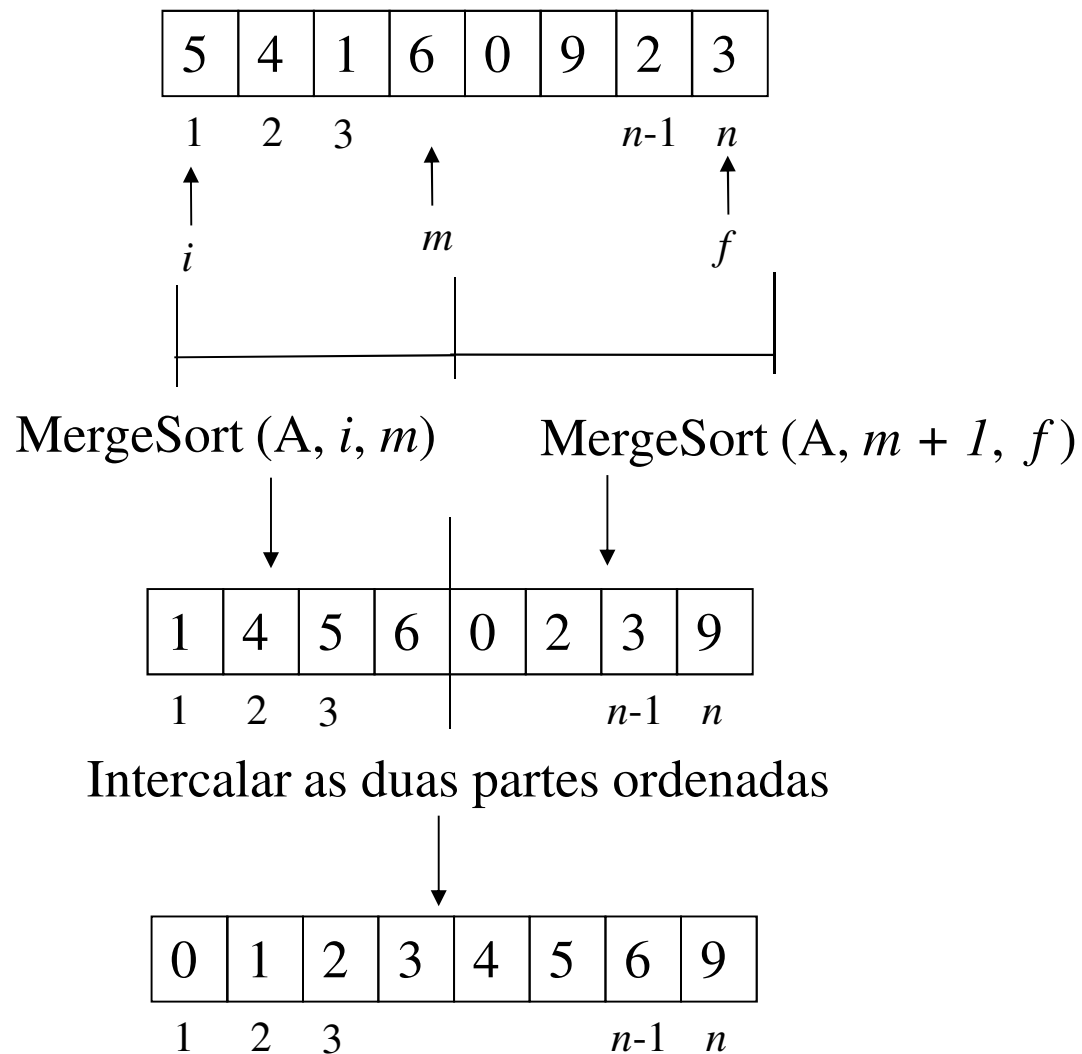 5 4 1 6 0 9 2 3
1 2 3 n-1 n
i m f
MergeSort (A, i, m) MergeSort (A, m + 1, f )
1 4 5 6 0 2 3 9
1 2 3 n-1 n
Intercalar as duas partes ordenadas
0 1 2 3 4 5 6 9
1 2 3 n-1 n